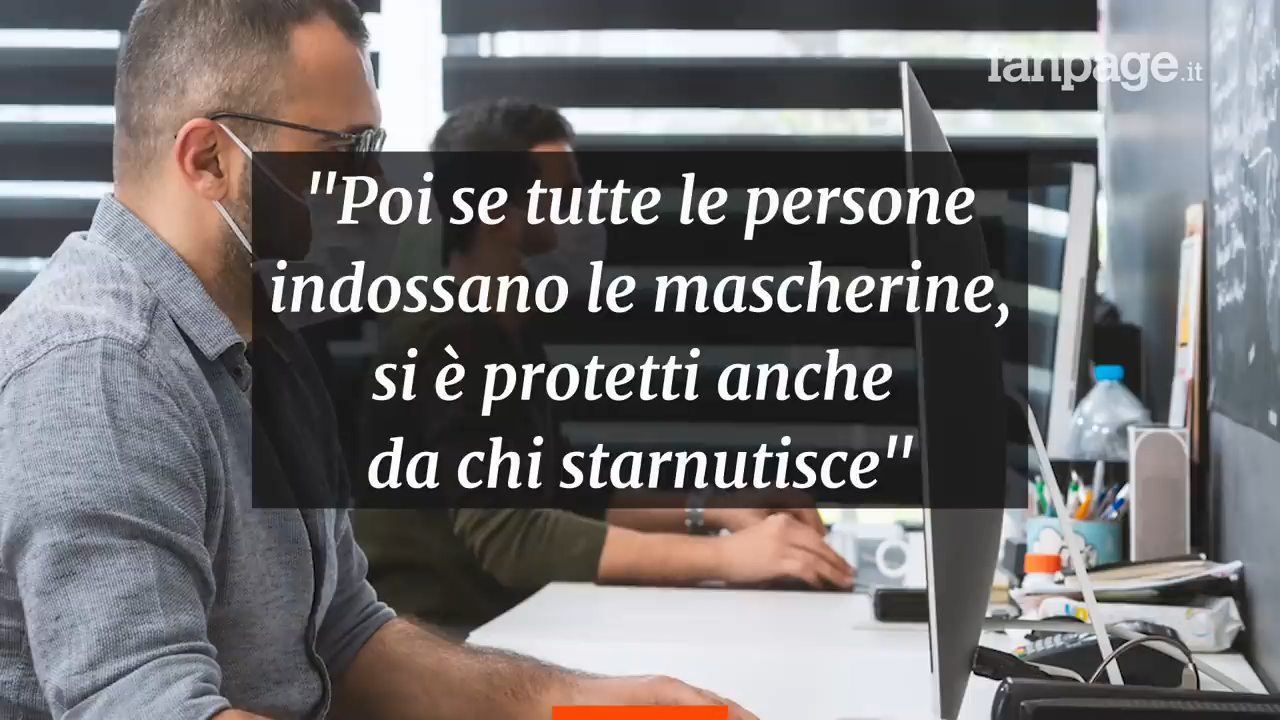 fanpage.it
"Poi se tutte le persone
indossano le mascherine,
si è protetti anche
da chi starnutisce"